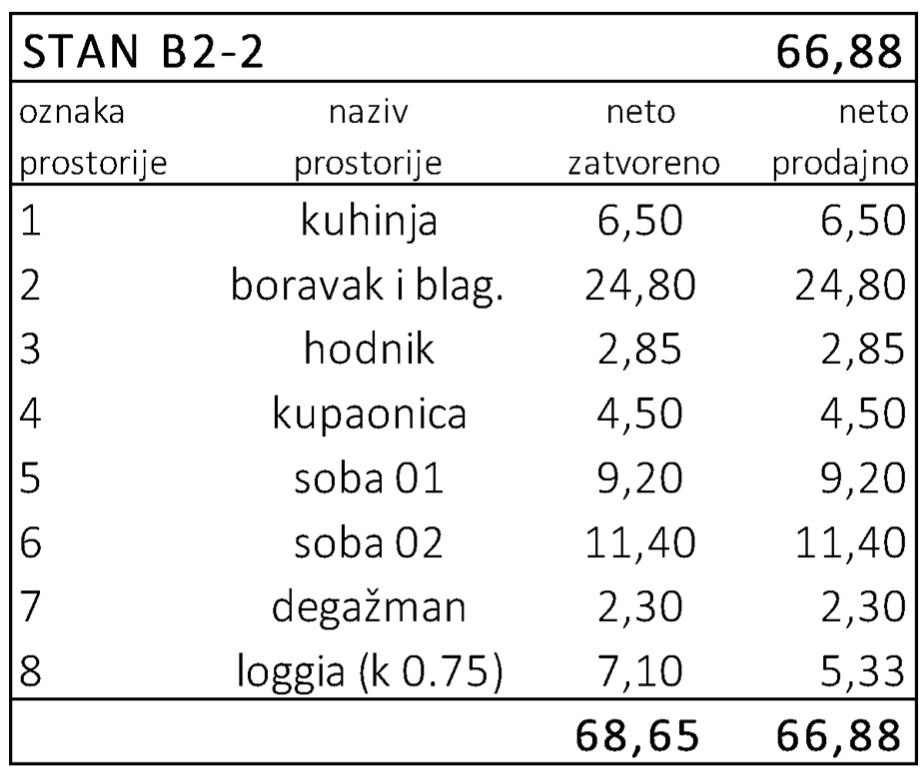 STAN B2-2 66,88
oznaka naziv neto neto
prostorije prostorije zatvoreno prodajno
1 kuhinja 6,50 6,50
2 boravak i blag. 24,80 24,80
3 hodnik 2,85 2,85
4 kupaonica 4,50 4,50
5 soba 01 9,20 9,20
6 soba 02 11,40 11,40
7 degažman 2,30 2,30
8 loggia (k 0.75) 7,10 5,33
68,65 66,88